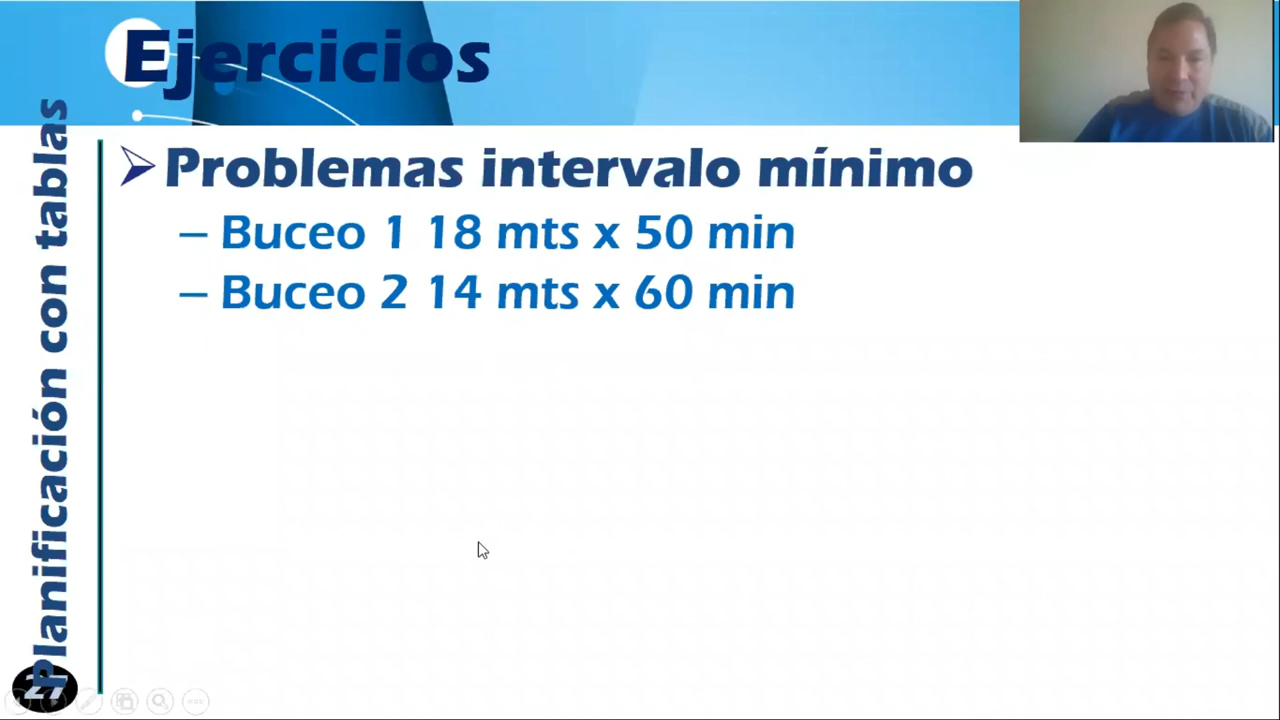 Ejercicios
Problemas intervalo mínimo
– Buceo 1 18 mts x 50 min
– Buceo 2 14 mts x 60 min
Planificación con tablas
27